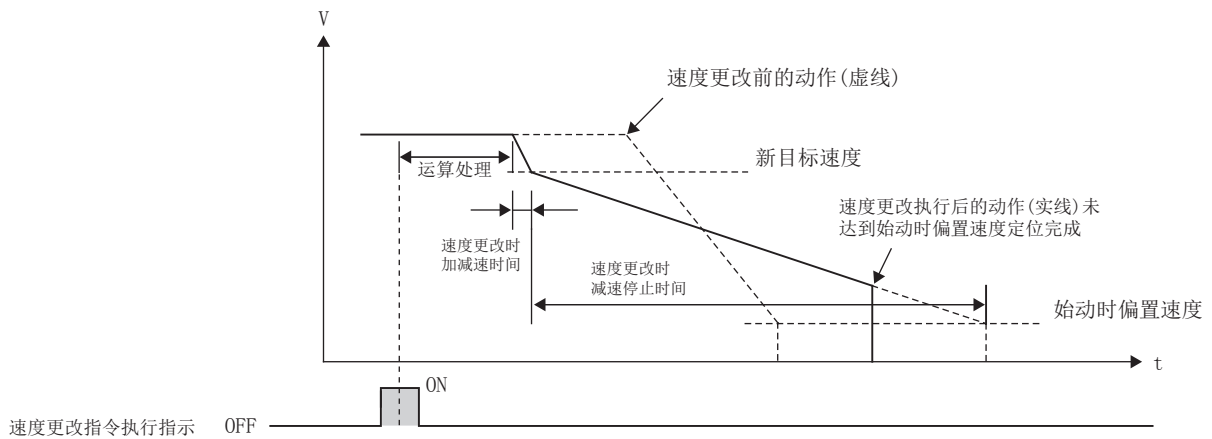 V
速度更改前的动作(虚线)
新目标速度
运算处理
速度更改执行后的动作(实线)未
达到始动时偏置速度定位完成
速度更改时
加减速时间
速度更改时
减速停止时间
始动时偏置速度
t
ON
速度更改指令执行指示 OFF